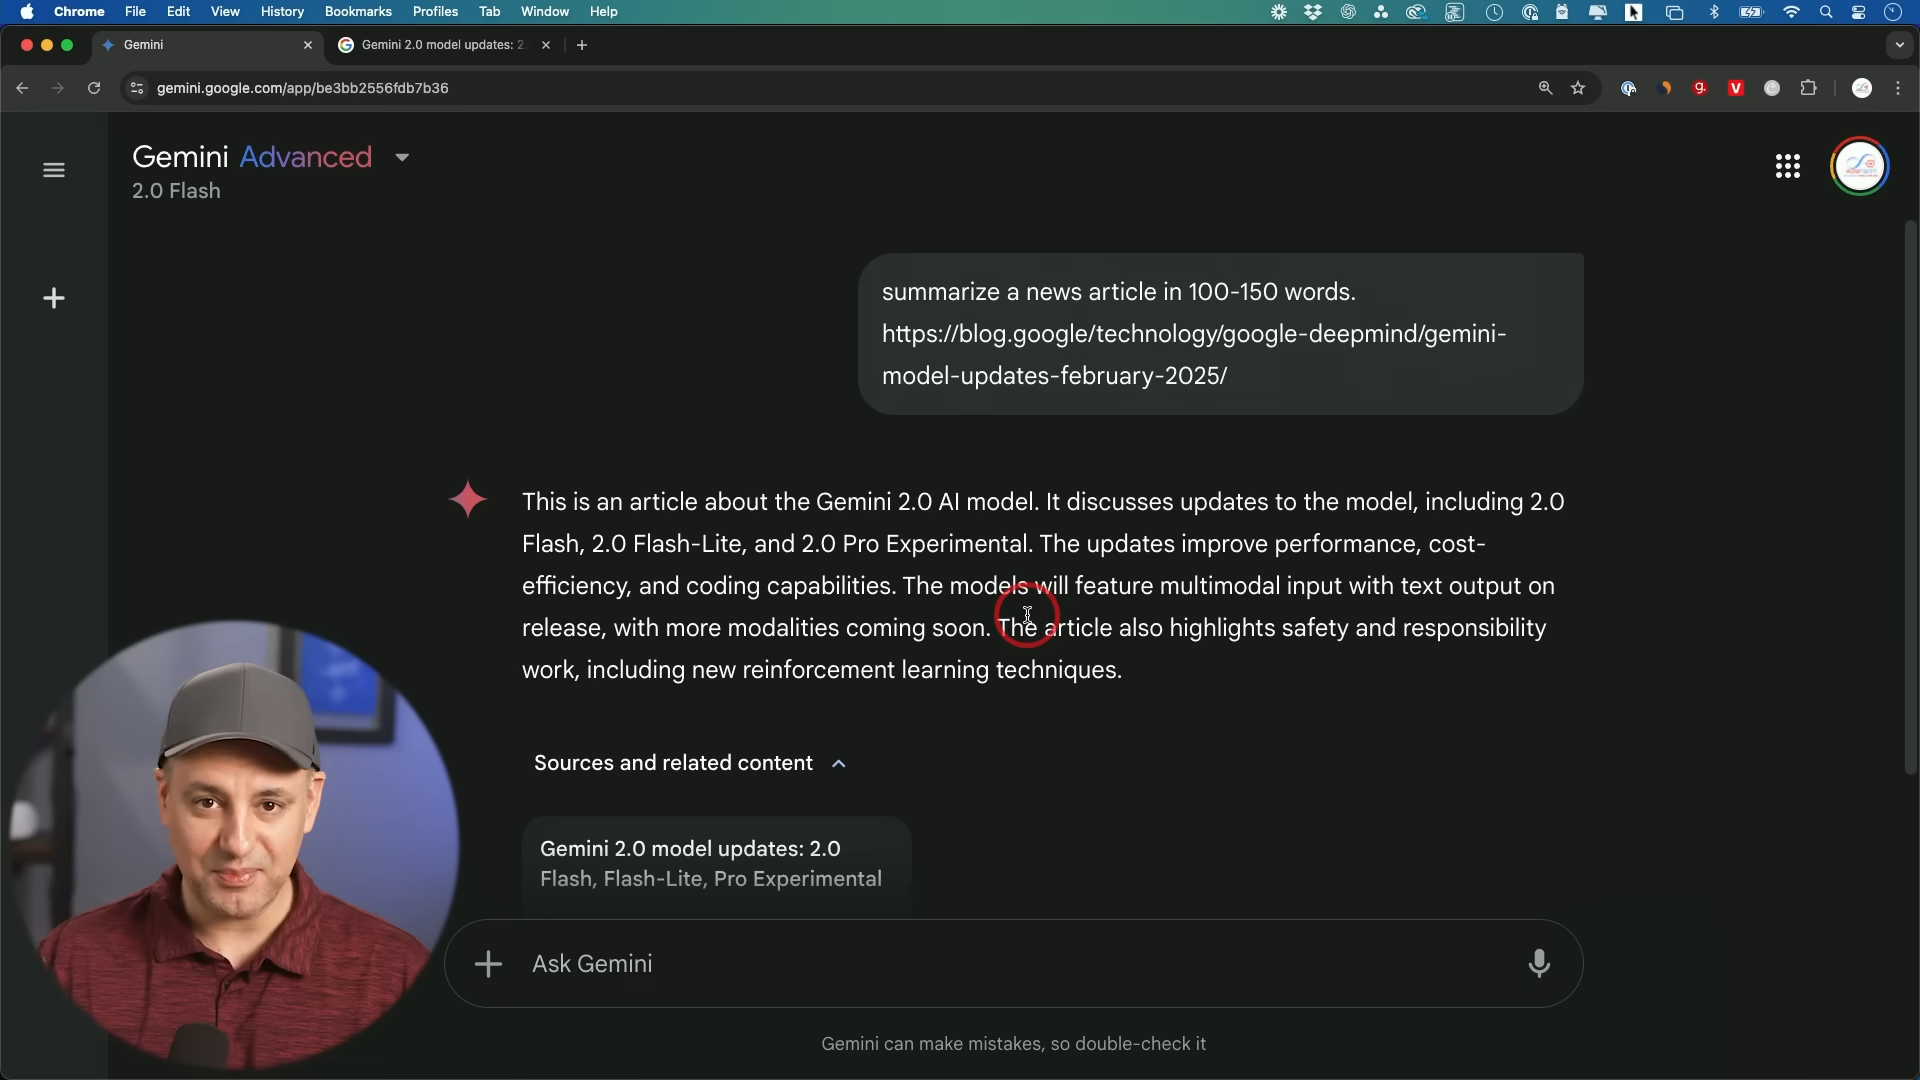 Chrome File Edit View History Bookmarks Profiles Tab Window Help
Gemini
Gemini 2.0 model updates: 2.
gemini.google.com/app/be3bb2556fdb7b36
Gemini Advanced
2.0 Flash
summarize a news article in 100-150 words.
https://blog.google/technology/google-deepmind/gemini-
model-updates-february-2025/
This is an article about the Gemini 2.0 AI model. It discusses updates to the model, including 2.0
Flash, 2.0 Flash-Lite, and 2.0 Pro Experimental. The updates improve performance, cost-
efficiency, and coding capabilities. The models will feature multimodal input with text output on
release, with more modalities coming soon. The article also highlights safety and responsibility
work, including new reinforcement learning techniques.
Sources and related content
Gemini 2.0 model updates: 2.0
Flash, Flash-Lite, Pro Experimental
Ask Gemini
Gemini can make mistakes, so double-check it